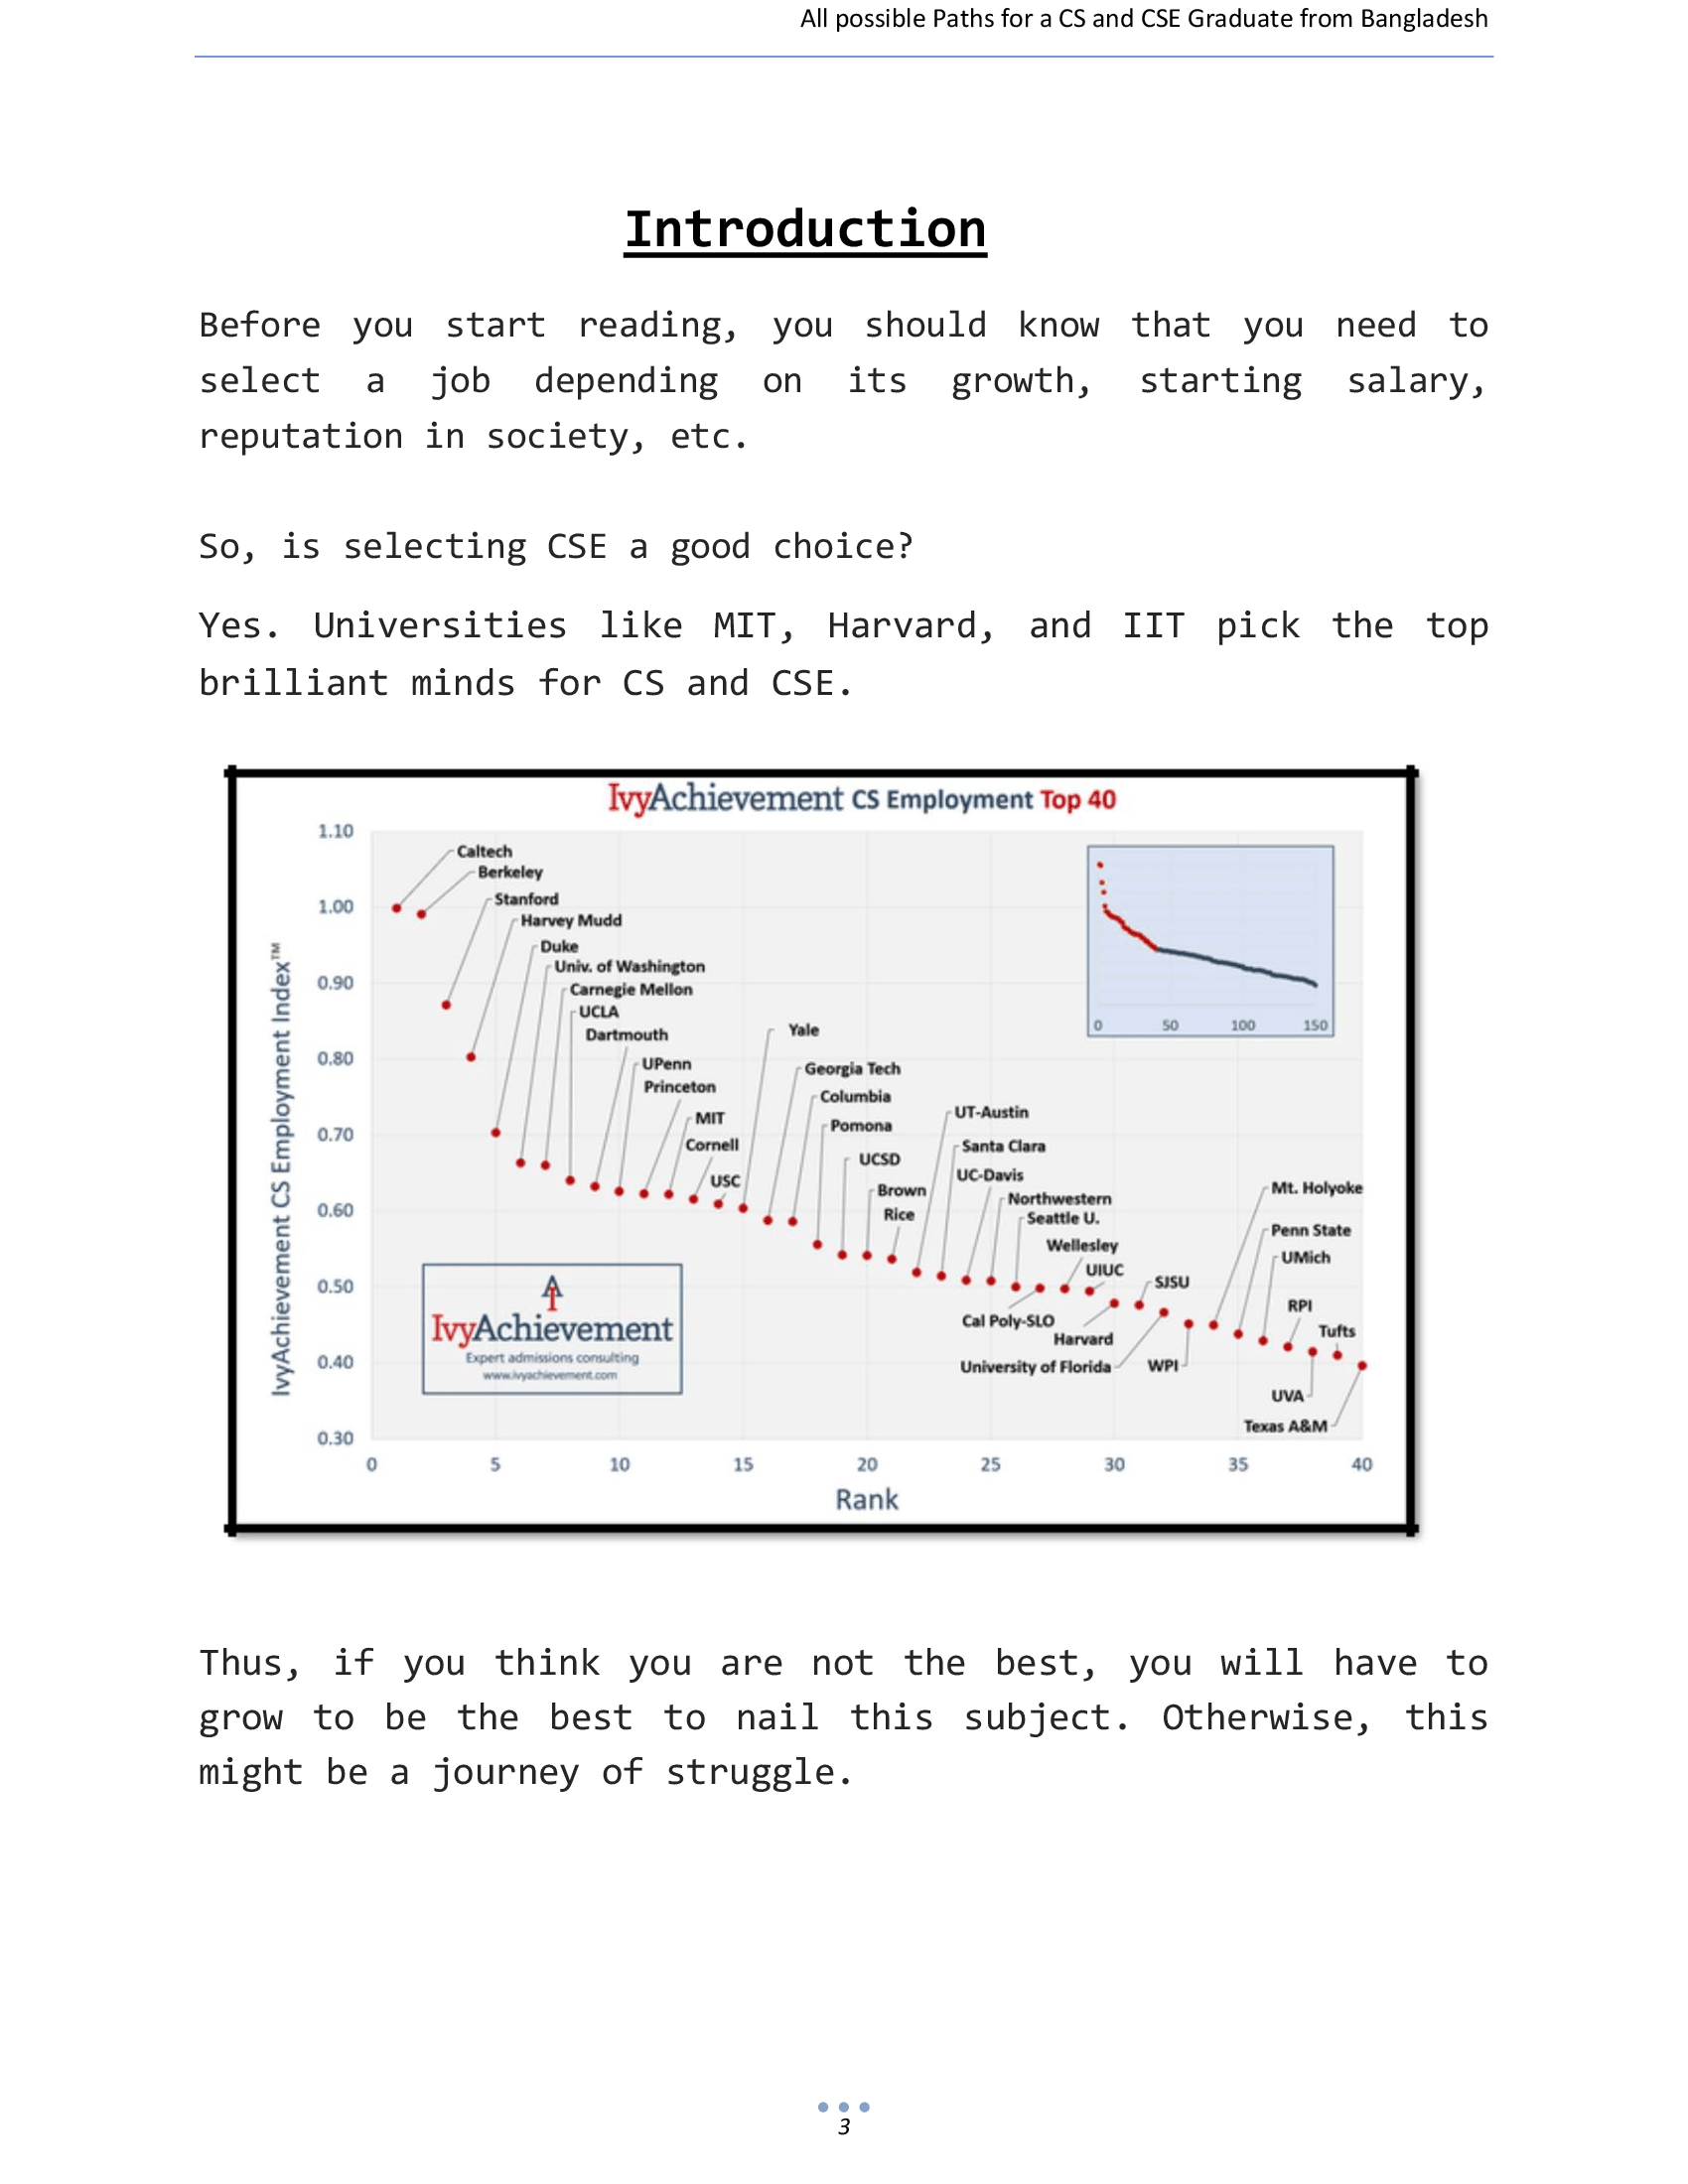 All possible Paths for a CS and CSE Graduate from Bangladesh
Introduction
Before you start reading, you should know that you need to
select a job depending on its growth, starting salary,
reputation in society, etc.
So, is selecting CSE a good choice?
Yes. Universities like MIT, Harvard, and IIT pick the top
brilliant minds for CS and CSE.
IvyAchievement CS Employment Top 40
IvyAchievement CS Employment Index™
1.10
1.00
0.90
0.80
0.70
0.60
0.50
0.40
0.30
Caltech
Berkeley
Stanford
Harvey Mudd
Duke
Univ. of Washington
Carnegie Mellon
UCLA
Dartmouth
UPenn
Princeton
MIT
Cornell
USC
Yale
Georgia Tech
Columbia
Pomona
UCSD
Brown
Rice
UT-Austin
Santa Clara
UC-Davis
Northwestern
Seattle U.
Wellesley
UIUC
SJSU
Cal Poly-SLO
Harvard
University of Florida
WPI
Mt. Holyoke
Penn State
UMich
RPI
Tufts
UVA
Texas A&M
0 50 100 150
IvyAchievement
Expert admissions consulting
www.ivyachievement.com
0 5 10 15 20 25 30 35 40
Rank
Thus, if you think you are not the best, you will have to
grow to be the best to nail this subject. Otherwise, this
might be a journey of struggle.
3